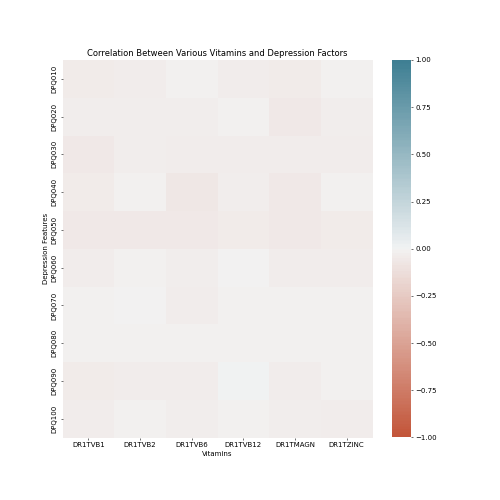 Correlation Between Various Vitamins and Depression Factors
Depression Features
DPQ010
DPQ020
DPQ030
DPQ040
DPQ050
DPQ060
DPQ070
DPQ080
DPQ090
DPQ100
DR1TVB1 DR1TVB2 DR1TVB6 DR1TVB12 DR1TMAGN DR1TZINC
Vitamins
1.00
0.75
0.50
0.25
0.00
−0.25
−0.50
−0.75
−1.00